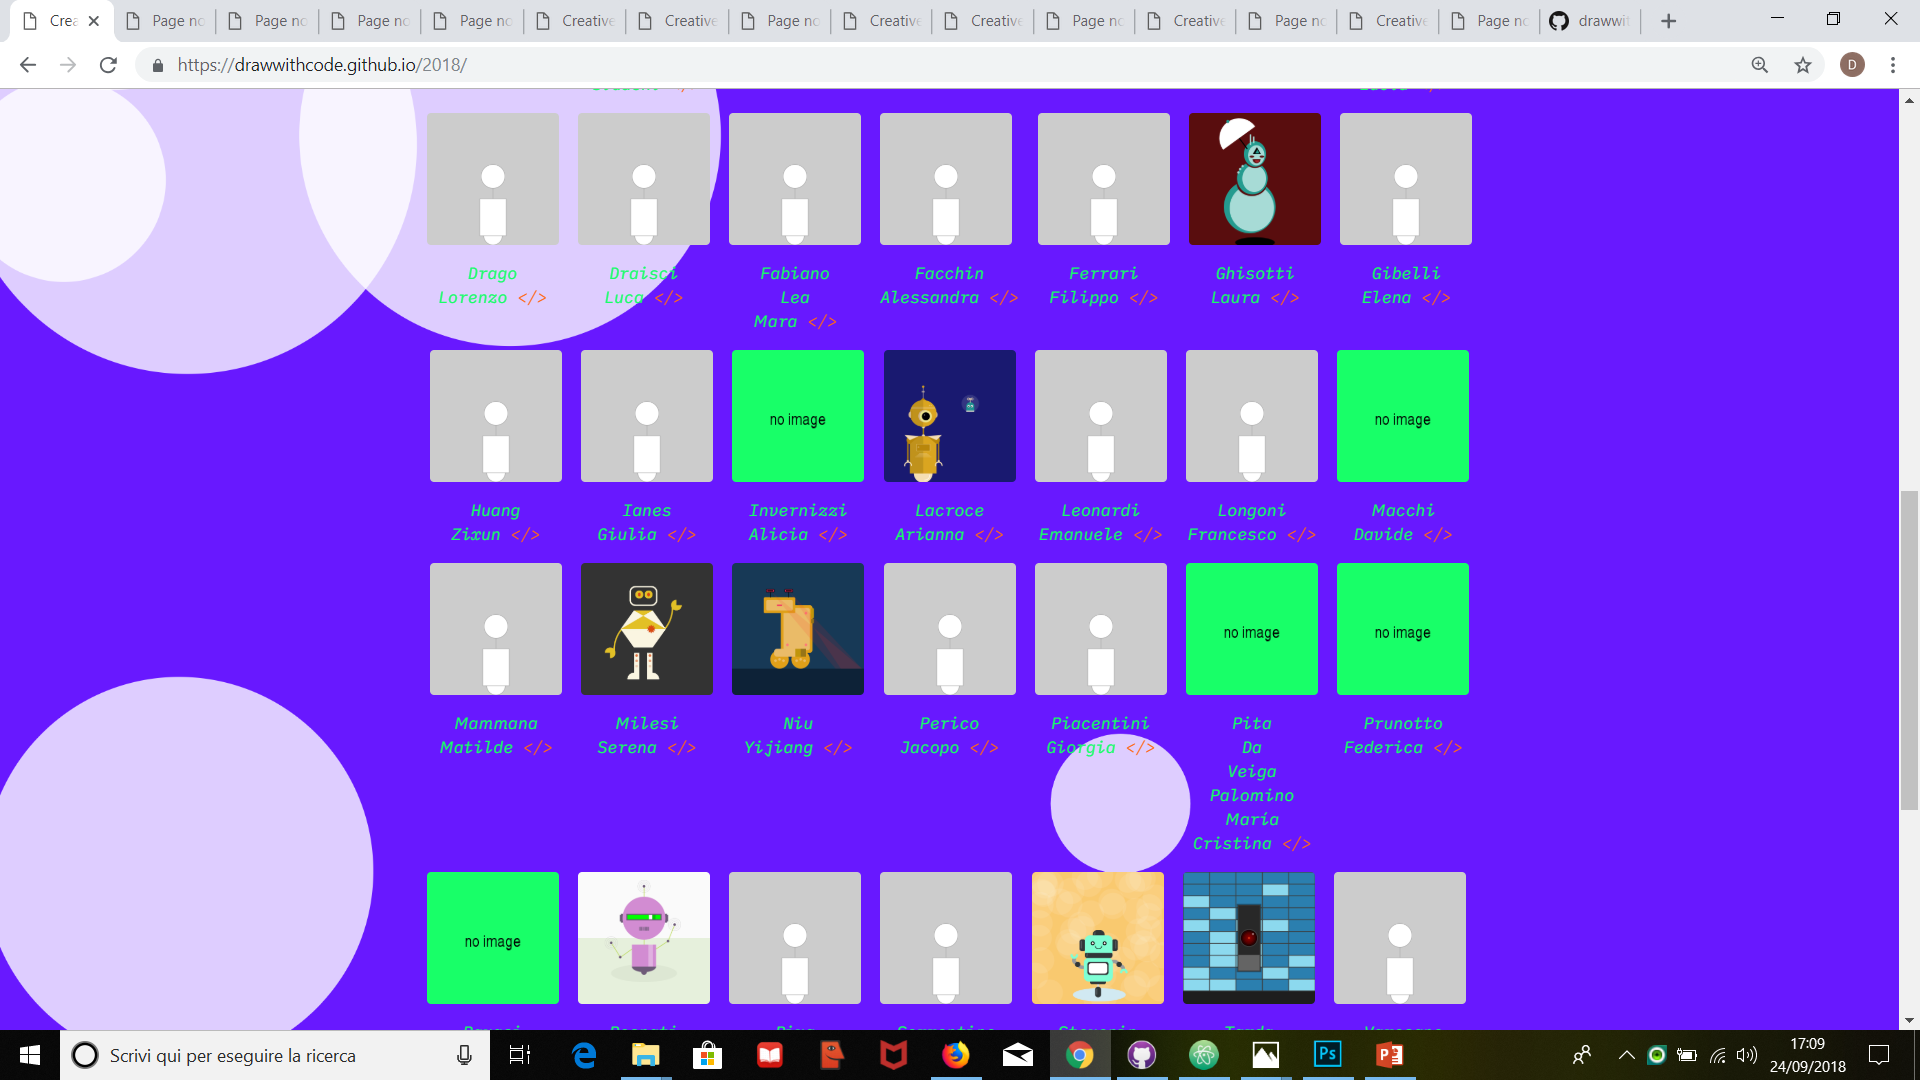 Crea
Page no
Page no
Page no
Page no
Creative
Creative
Page no
Creative
Creative
Page no
Creative
Page no
Creative
Page no
drawwit
https://drawwithcode.github.io/2018/
D
Drago
Lorenzo </>
Draisci
Luca </>
Fabiano
Lea
Mara </>
Facchin
Alessandra </>
Ferrari
Filippo </>
Ghisotti
Laura </>
Gibelli
Elena </>
no image
no image
Huang
Zixun </>
Ianes
Giulia </>
Invernizzi
Alicia </>
Lacroce
Arianna </>
Leonardi
Emanuele </>
Longoni
Francesco </>
Macchi
Davide </>
no image
no image
Mammana
Matilde </>
Milesi
Serena </>
Niu
Yijiang </>
Perico
Jacopo </>
Piacentini
Giorgia </>
Pita
Da
Veiga
Palomino
Maria
Cristina </>
Prunotto
Federica </>
no image
Scrivi qui per eseguire la ricerca
Ps
17:09
24/09/2018